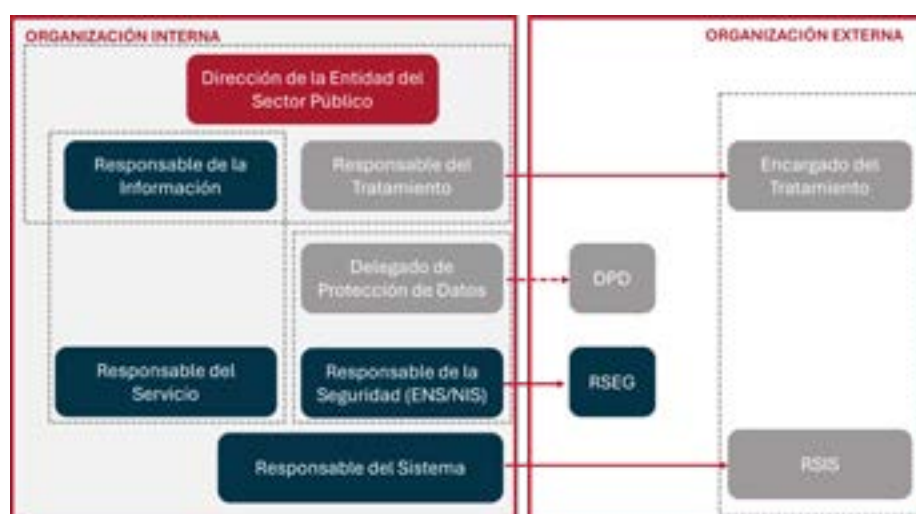 ORGANIZACIÓN INTERNA
Dirección de la Entidad del
Sector Público
Responsable de la
Información
Responsable del
Tratamiento
Delegado de
Protección de Datos
Responsable del
Servicio
Responsable de la
Seguridad (ENS/NIS)
Responsable del Sistema
ORGANIZACIÓN EXTERNA
Encargado del
Tratamiento
DPD
RSEG
RSIS